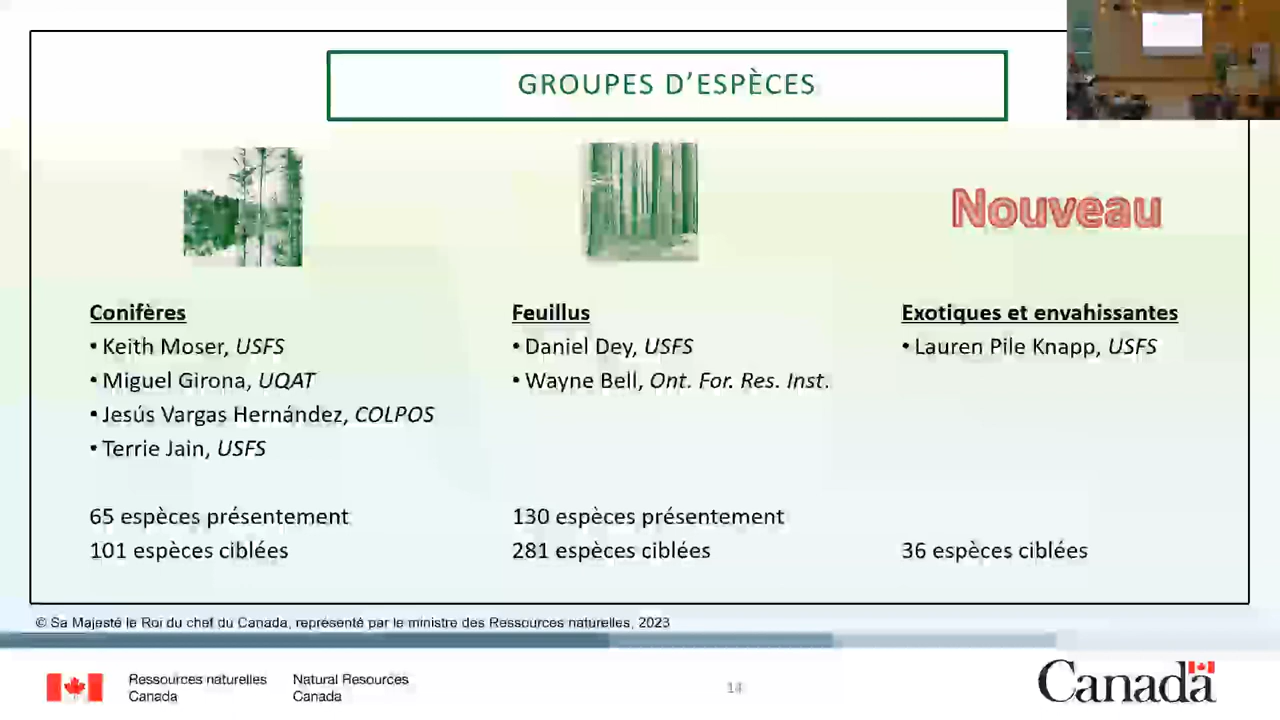 GROUPES D'ESPÈCES
Nouveau
Conifères
• Keith Moser, USFS
• Miguel Girona, UQAT
• Jesús Vargas Hernández, COLPOS
• Terrie Jain, USFS
65 espèces présentement
101 espèces ciblées
Feuillus
• Daniel Dey, USFS
• Wayne Bell, Ont. For. Res. Inst.
130 espèces présentement
281 espèces ciblées
Exotiques et envahissantes
• Lauren Pile Knapp, USFS
36 espèces ciblées
© Sa Majesté le Roi du chef du Canada, représenté par le ministre des Ressources naturelles, 2023
Ressources naturelles
Canada
Natural Resources
Canada
14
Canada